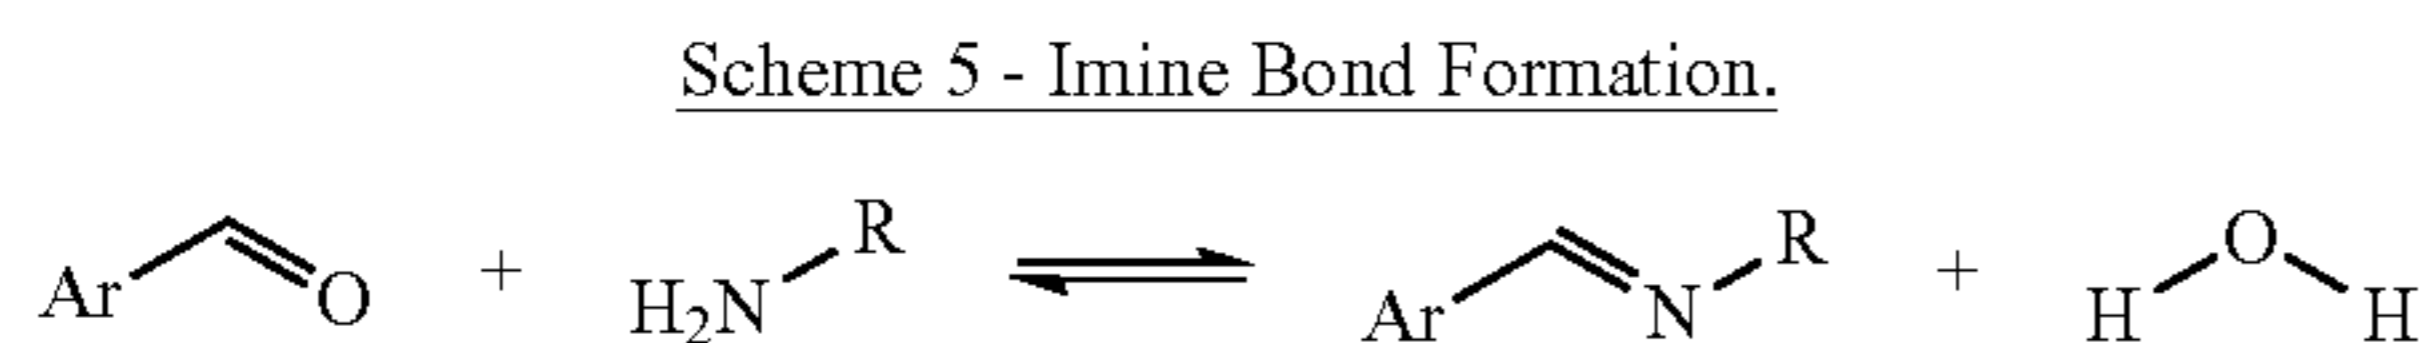 Scheme 5 - Imine Bond Formation.
Ar O + H₂N R Ar N R + H O H